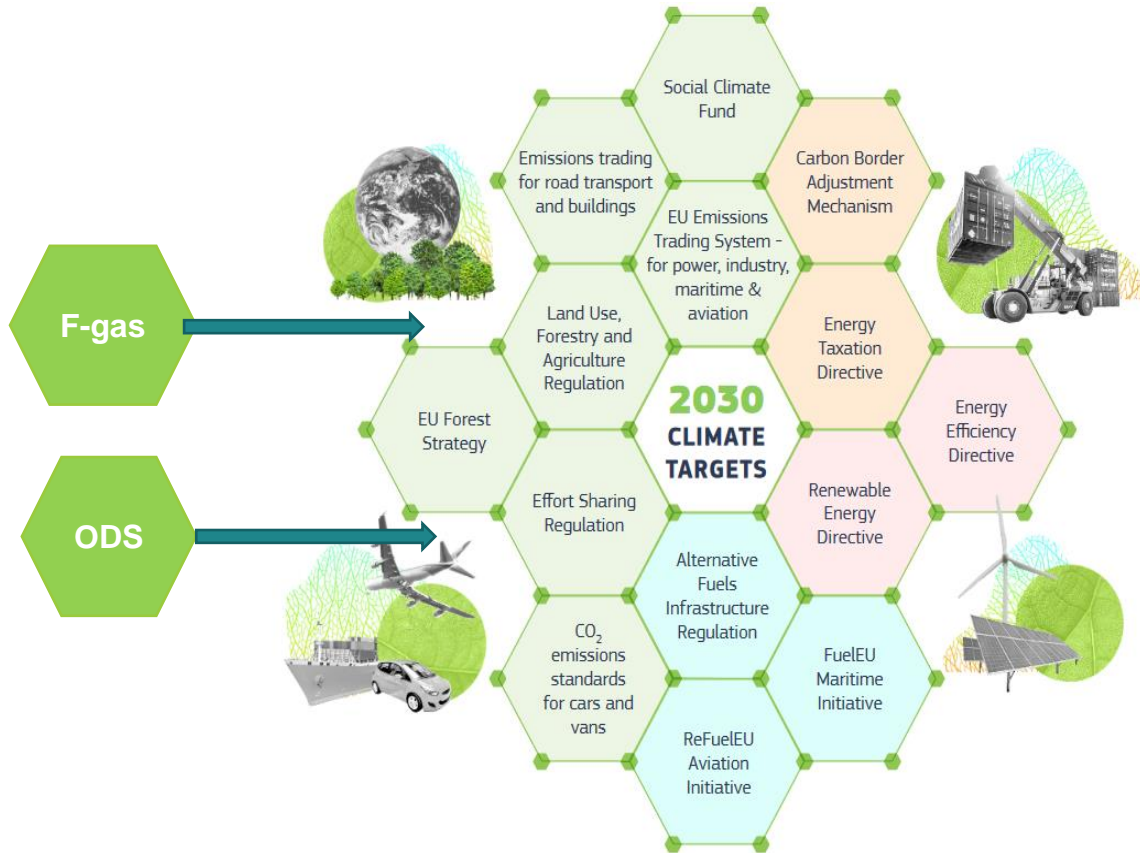 Social Climate
Fund
Emissions trading
for road transport
and buildings
Carbon Border
Adjustment
Mechanism
EU Emissions
Trading System -
for power, industry,
maritime &
aviation
F-gas
Land Use,
Forestry and
Agriculture
Regulation
Energy
Taxation
Directive
EU Forest
Strategy
2030
CLIMATE
TARGETS
Energy
Efficiency
Directive
ODS
Effort Sharing
Regulation
Renewable
Energy
Directive
Alternative
Fuels
Infrastructure
Regulation
CO₂
emissions
standards
for cars and
vans
FuelEU
Maritime
Initiative
ReFuelEU
Aviation
Initiative